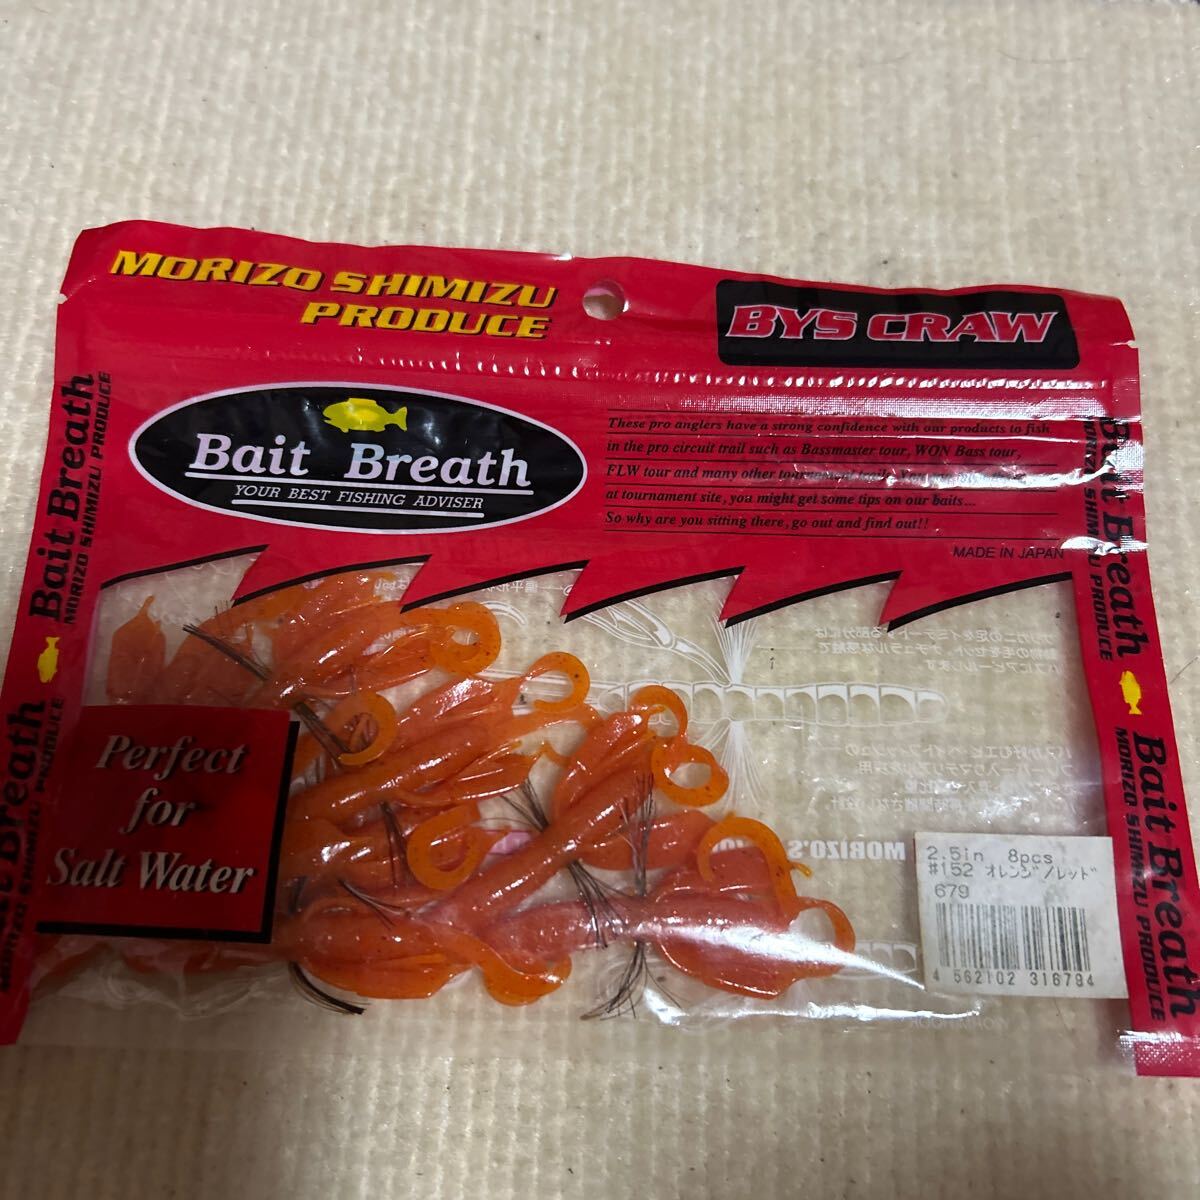 MORIZO SHIMIZU
PRODUCE
BYS CRAW
Bait Breath
YOUR BEST FISHING ADVISER
These pro anglers have a strong confidence with our products to fish
in the pro circuit trail such as Bassmaster tour, WON Bass tour,
FLW tour and many other tournament
at tournament site, you might get some tips on our baits...
So why are you sitting there, go out and find out!!
MADE IN JAPAN
Perfect
for
Salt Water
2.5in 8pcs
#152 オレンジ/レッド
679
4 562102 316794
Bait Breath
MORIZO SHIMIZU PRODUCE
Breath
MORIZO SHIMIZU PRODUCE
Bait Breath
MORIZO SHIMIZU PRODUCE
Bait Breath
MORIZO SHIMIZU PRODUCE
MORIZO'S